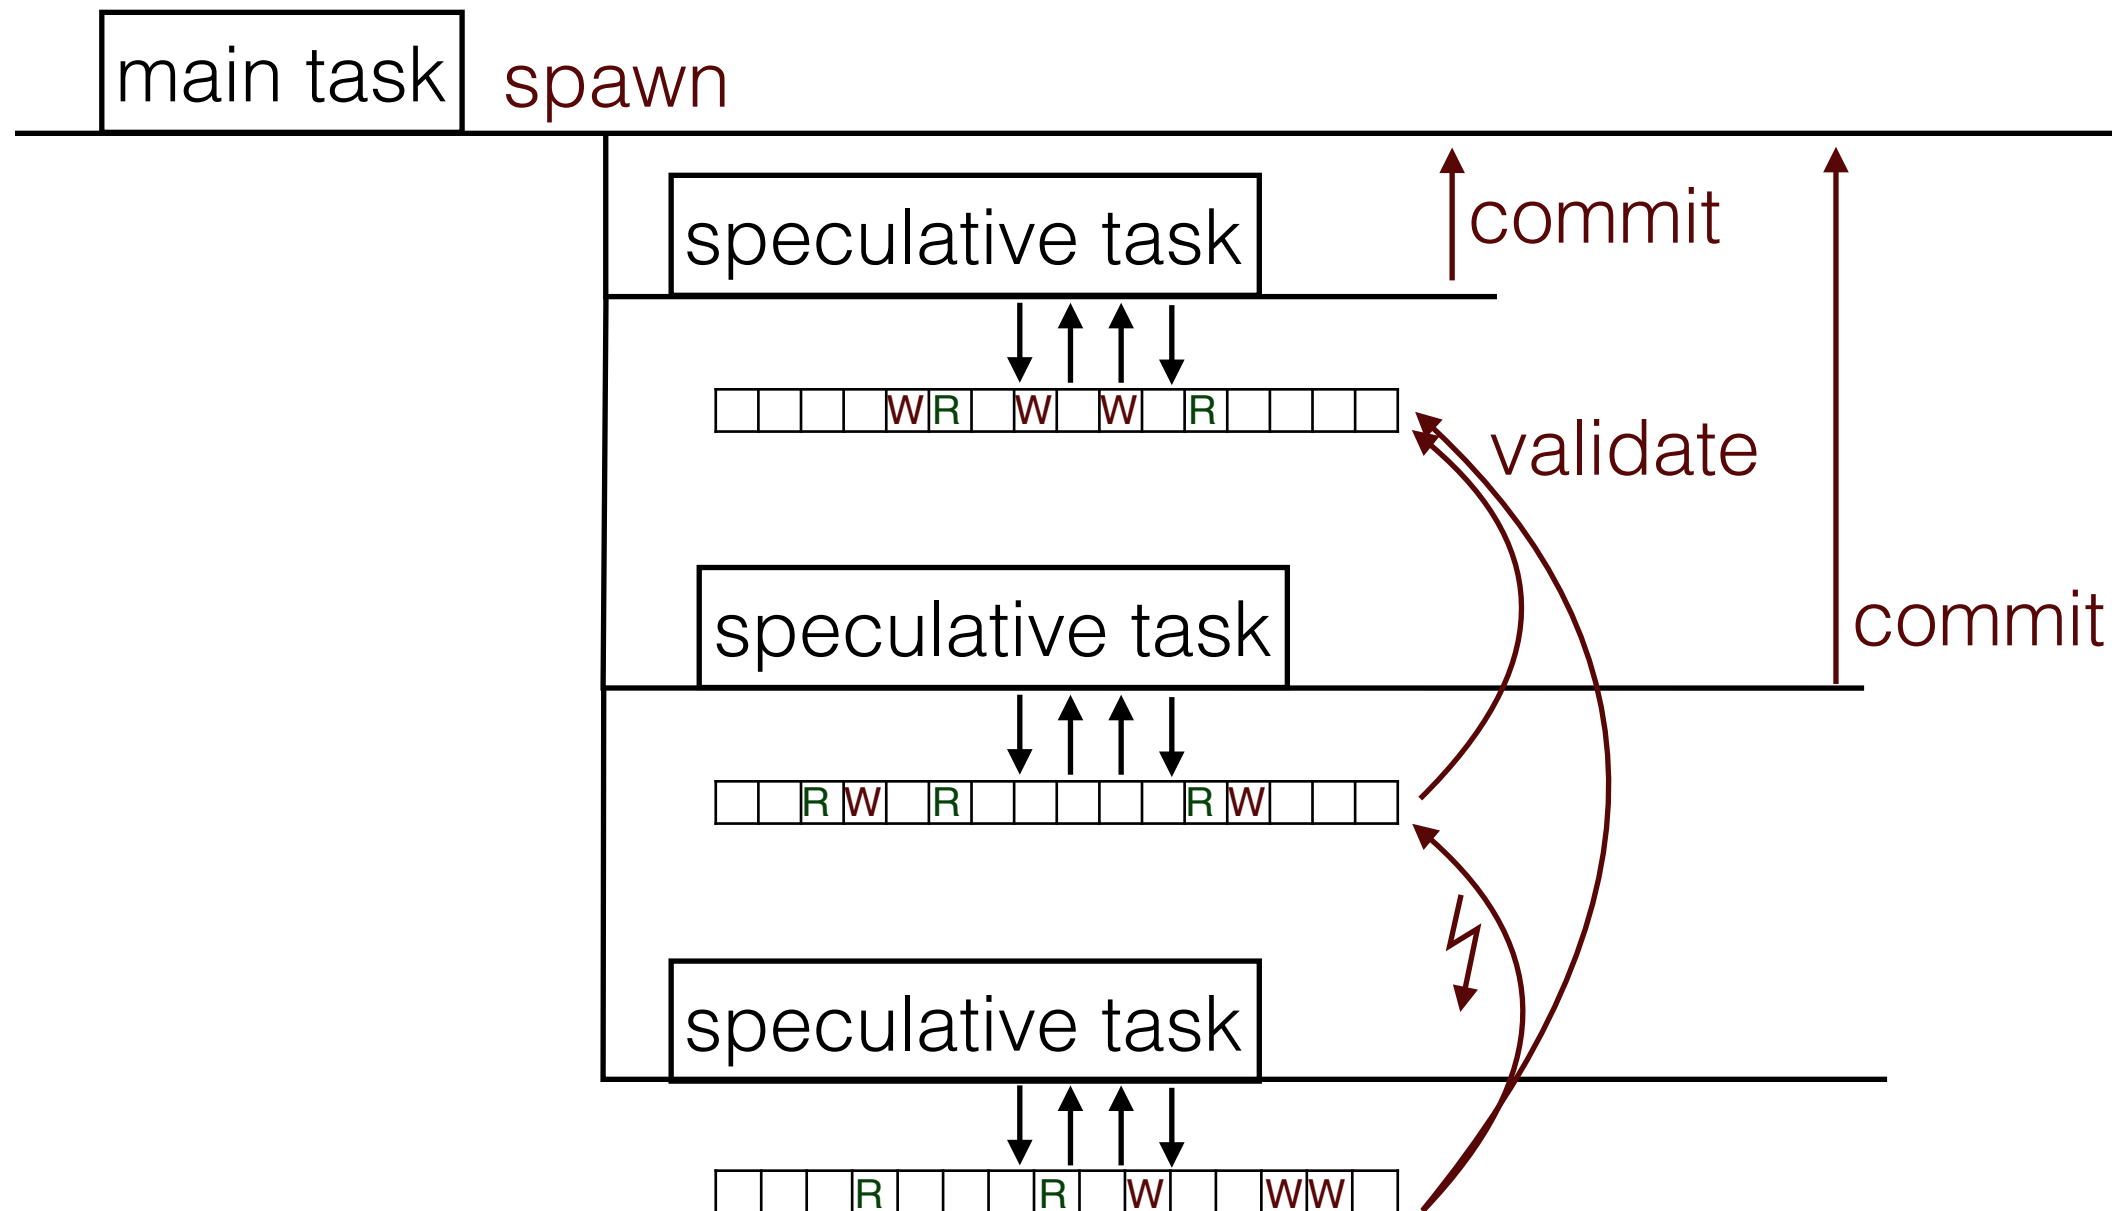 main task
spawn
speculative task
commit
W R W W R
validate
speculative task
commit
R W R R W
speculative task
R R W W W